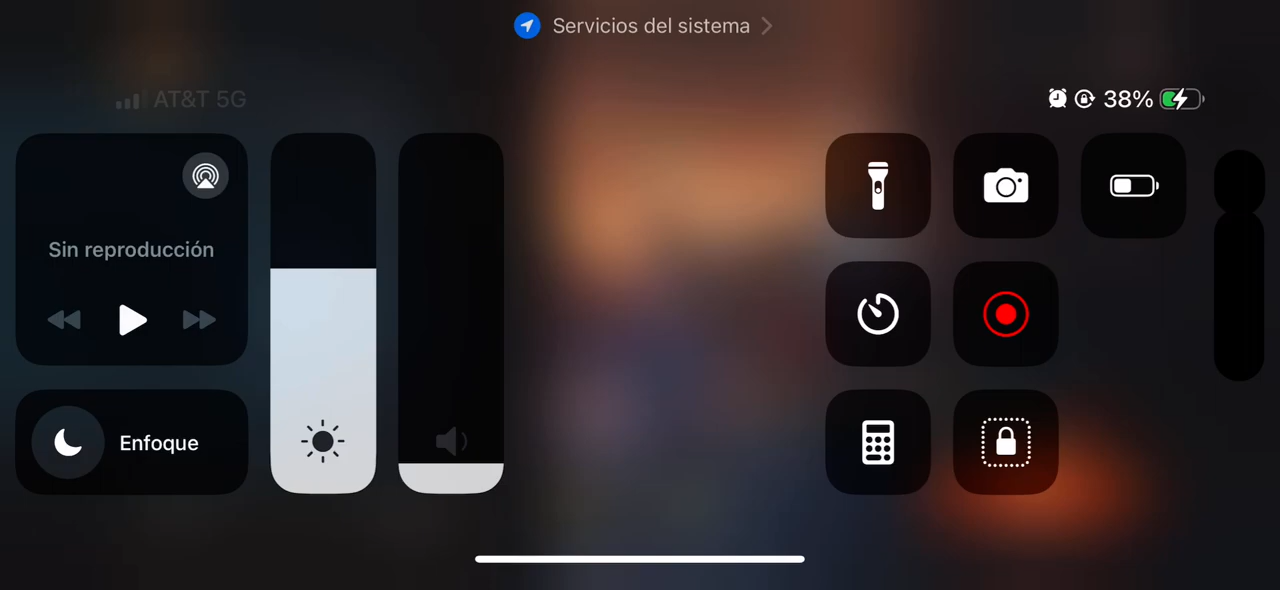 Servicios del sistema
AT&T 5G
38%
Sin reproducción
Enfoque